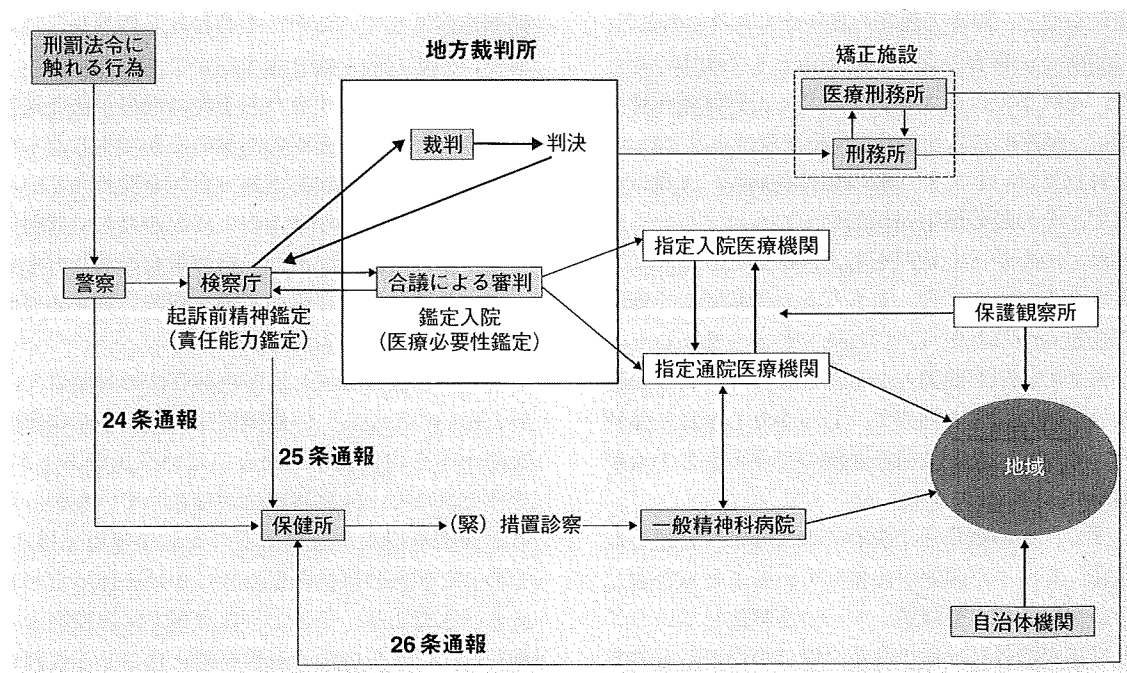 刑罰法令に
触れる行為
地方裁判所
矯正施設
医療刑務所
裁判
判決
刑務所
指定入院医療機関
警察
検察庁
合議による審判
保護観察所
起訴前精神鑑定
(責任能力鑑定)
鑑定入院
(医療必要性鑑定)
指定通院医療機関
24条通報
25条通報
地域
保健所
(緊)措置診察
一般精神科病院
自治体機関
26条通報